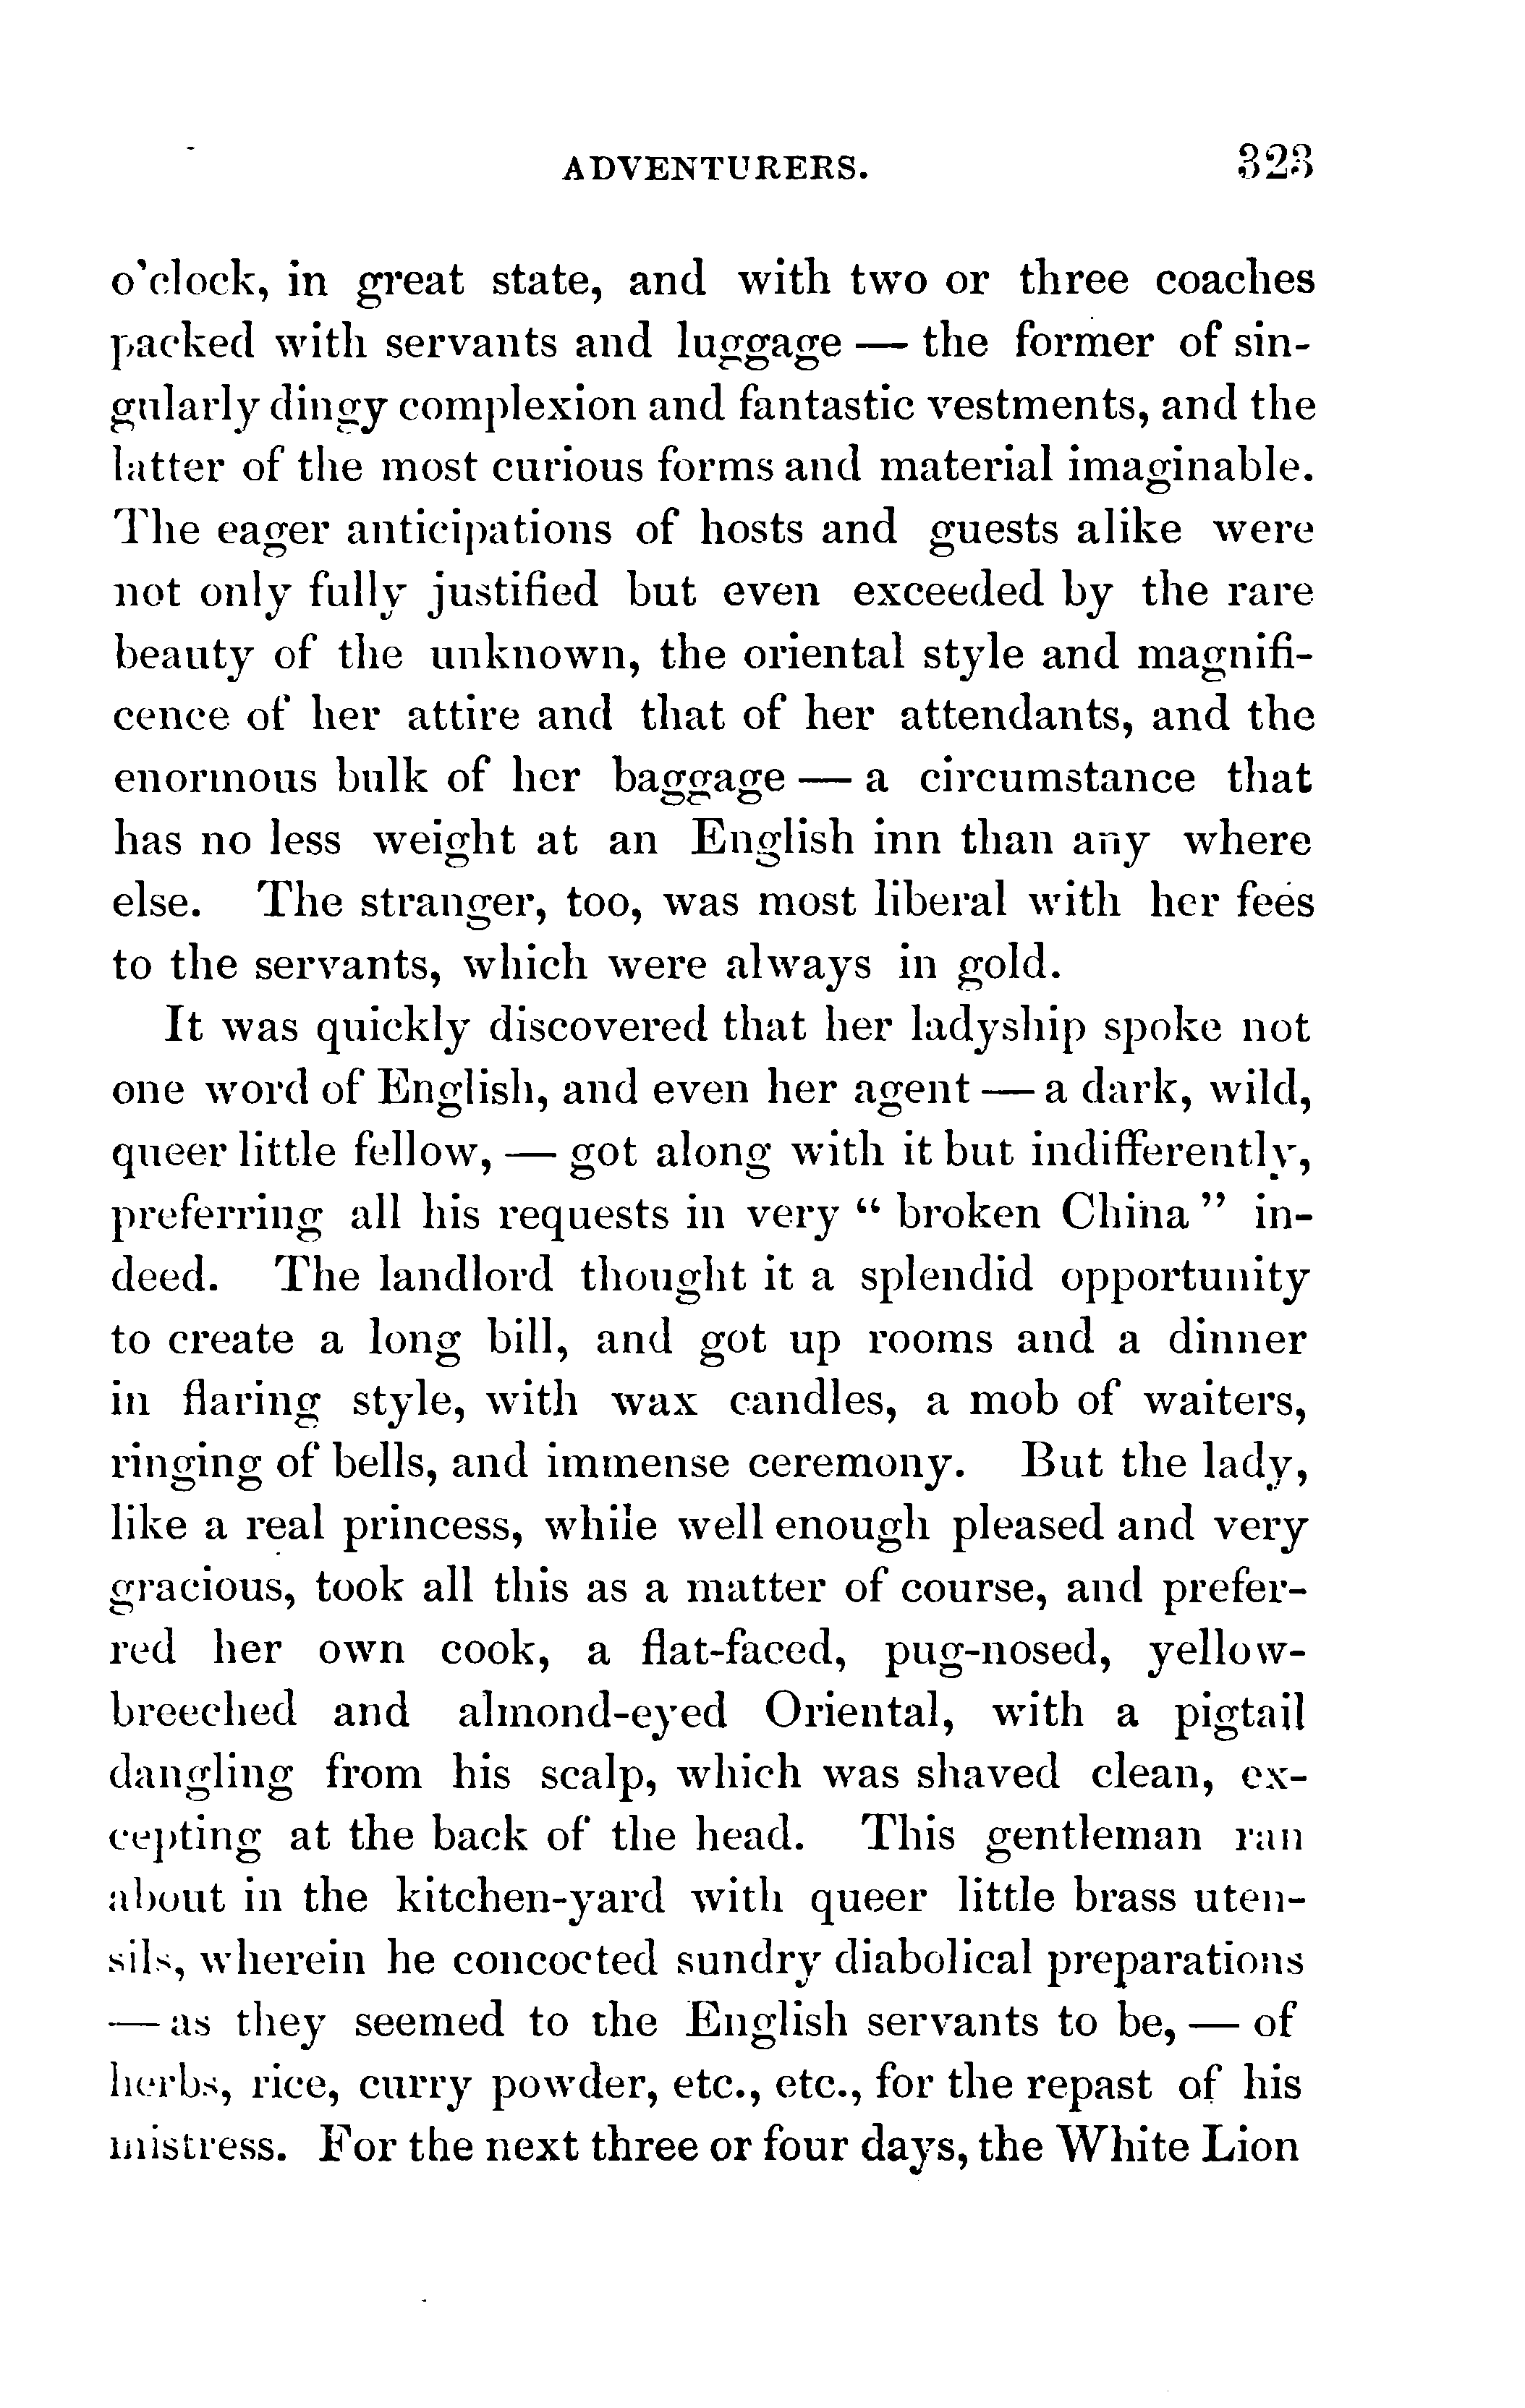 ADVENTURERS. 323
o'clock, in great state, and with two or three coaches
packed with servants and luggage — the former of sin-
gularly dingy complexion and fantastic vestments, and the
latter of the most curious forms and material imaginable.
The eager anticipations of hosts and guests alike were
not only fully justified but even exceeded by the rare
beauty of the unknown, the oriental style and magnifi-
cence of her attire and that of her attendants, and the
enormous bulk of her baggage — a circumstance that
has no less weight at an English inn than any where
else. The stranger, too, was most liberal with her fees
to the servants, which were always in gold.
It was quickly discovered that her ladyship spoke not
one word of English, and even her agent — a dark, wild,
queer little fellow, — got along with it but indifferently,
preferring all his requests in very “ broken China ” in-
deed. The landlord thought it a splendid opportunity
to create a long bill, and got up rooms and a dinner
in flaring style, with wax candles, a mob of waiters,
ringing of bells, and immense ceremony. But the lady,
like a real princess, while well enough pleased and very
gracious, took all this as a matter of course, and prefer-
red her own cook, a flat-faced, pug-nosed, yellow-
breeched and almond-eyed Oriental, with a pigtail
dangling from his scalp, which was shaved clean, ex-
cepting at the back of the head. This gentleman ran
about in the kitchen-yard with queer little brass uten-
sils, wherein he concocted sundry diabolical preparations
— as they seemed to the English servants to be, — of
herbs, rice, curry powder, etc., etc., for the repast of his
mistress. For the next three or four days, the White Lion